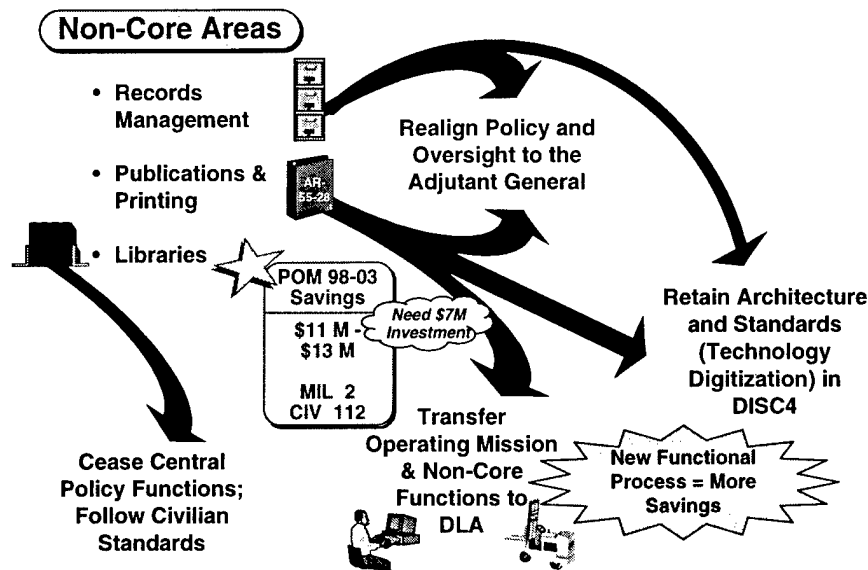 Non-Core Areas
• Records
Management
• Publications &
Printing
AR-
55-26
• Libraries
Realign Policy and
Oversight to the
Adjutant General
POM 98-03
Savings
$11 M -
$13 M
MIL 2
CIV 112
Need $7M
Investment
Retain Architecture
and Standards
(Technology
Digitization) in
DISC4
Cease Central
Policy Functions;
Follow Civilian
Standards
Transfer
Operating Mission
& Non-Core
Functions to
DLA
New Functional
Process = More
Savings